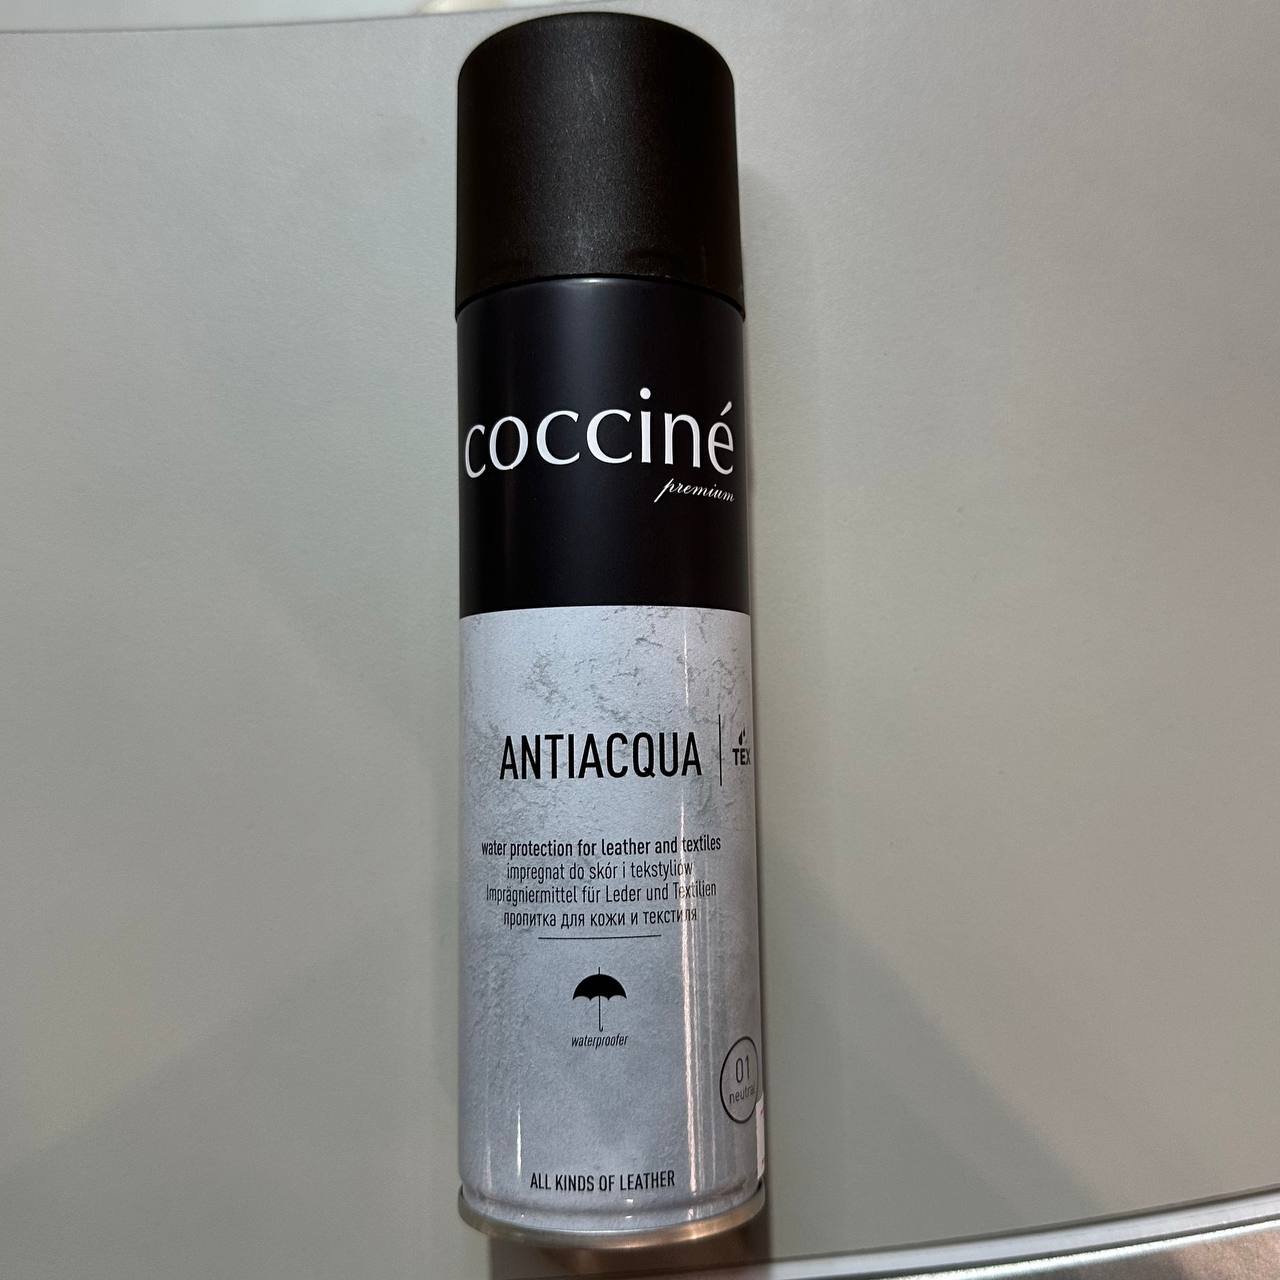 cocciné
premium
ANTIACQUA
TEX
water protection for leather and textiles
impregnat do skór i tekstyliów
Imprägniermittel für Leder und Textilien
пропитка для кожи и текстиля
waterproofer
01
neutral
ALL KINDS OF LEATHER